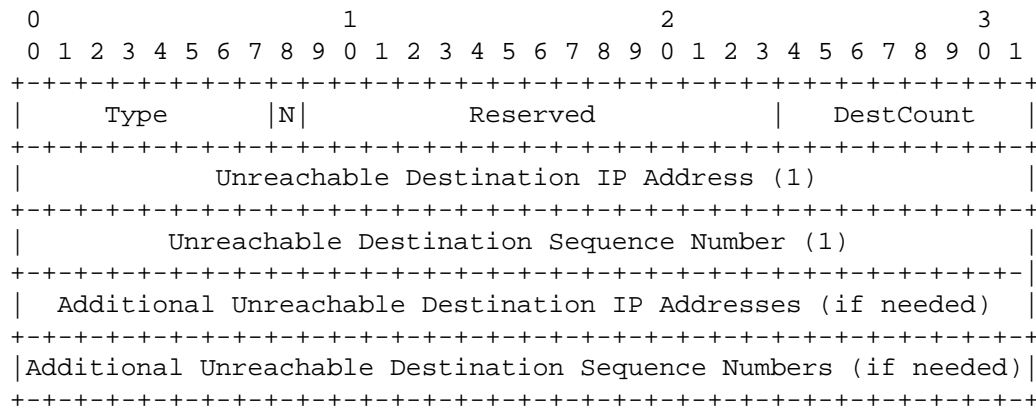 0                   1                   2                   3
 0 1 2 3 4 5 6 7 8 9 0 1 2 3 4 5 6 7 8 9 0 1 2 3 4 5 6 7 8 9 0 1
+-+-+-+-+-+-+-+-+-+-+-+-+-+-+-+-+-+-+-+-+-+-+-+-+-+-+-+-+-+-+-+-+
|     Type      |N|          Reserved           |   DestCount   |
+-+-+-+-+-+-+-+-+-+-+-+-+-+-+-+-+-+-+-+-+-+-+-+-+-+-+-+-+-+-+-+-+
|            Unreachable Destination IP Address (1)             |
+-+-+-+-+-+-+-+-+-+-+-+-+-+-+-+-+-+-+-+-+-+-+-+-+-+-+-+-+-+-+-+-+
|         Unreachable Destination Sequence Number (1)           |
+-+-+-+-+-+-+-+-+-+-+-+-+-+-+-+-+-+-+-+-+-+-+-+-+-+-+-+-+-+-+-+-|
|  Additional Unreachable Destination IP Addresses (if needed)  |
+-+-+-+-+-+-+-+-+-+-+-+-+-+-+-+-+-+-+-+-+-+-+-+-+-+-+-+-+-+-+-+-+
|Additional Unreachable Destination Sequence Numbers (if needed)|
+-+-+-+-+-+-+-+-+-+-+-+-+-+-+-+-+-+-+-+-+-+-+-+-+-+-+-+-+-+-+-+-+